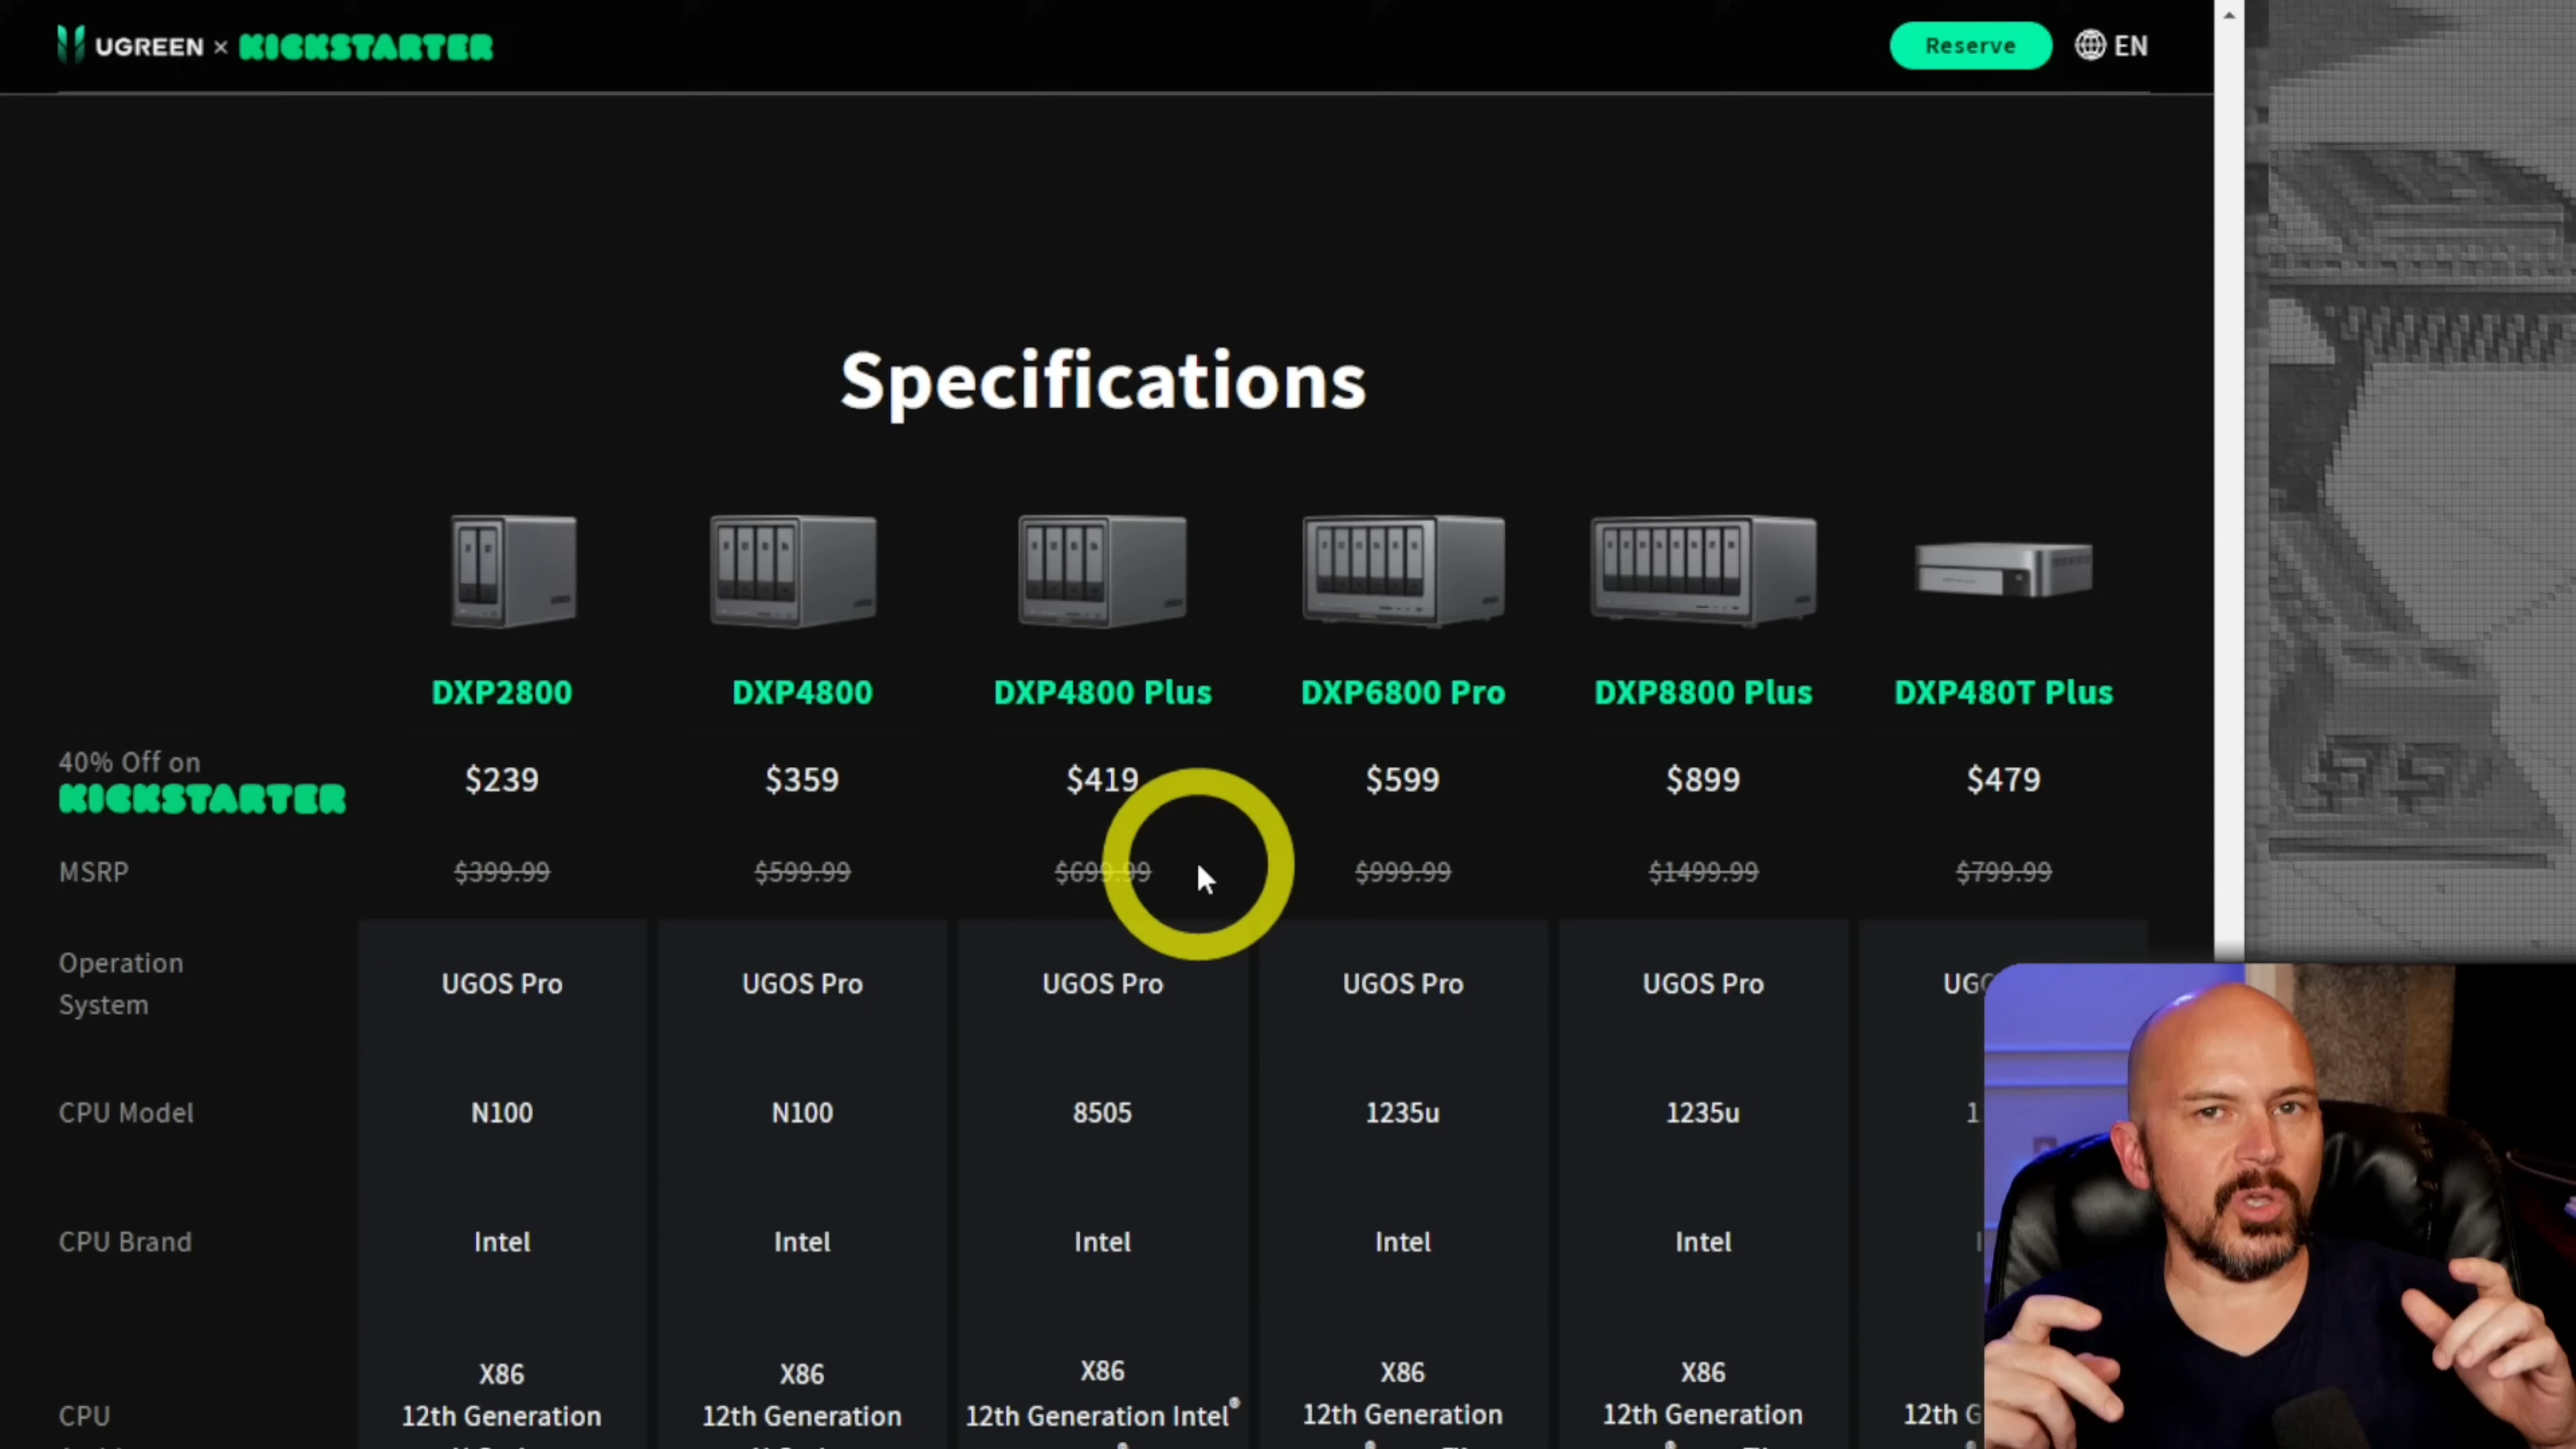 UGREEN × KICKSTARTER
Reserve EN
Specifications
DXP2800 DXP4800 DXP4800 Plus DXP6800 Pro DXP8800 Plus DXP480T Plus
40% Off on
KICKSTARTER
$239 $359 $419 $599 $899 $479
MSRP $399.99 $599.99 $699.99 $999.99 $1499.99 $799.99
Operation
System
UGOS Pro UGOS Pro UGOS Pro UGOS Pro UGOS Pro
CPU Model N100 N100 8505 1235u 1235u
CPU Brand Intel Intel Intel Intel Intel
X86 X86 X86 X86 X86
CPU 12th Generation 12th Generation 12th Generation Intel® 12th Generation 12th Generation 12th G